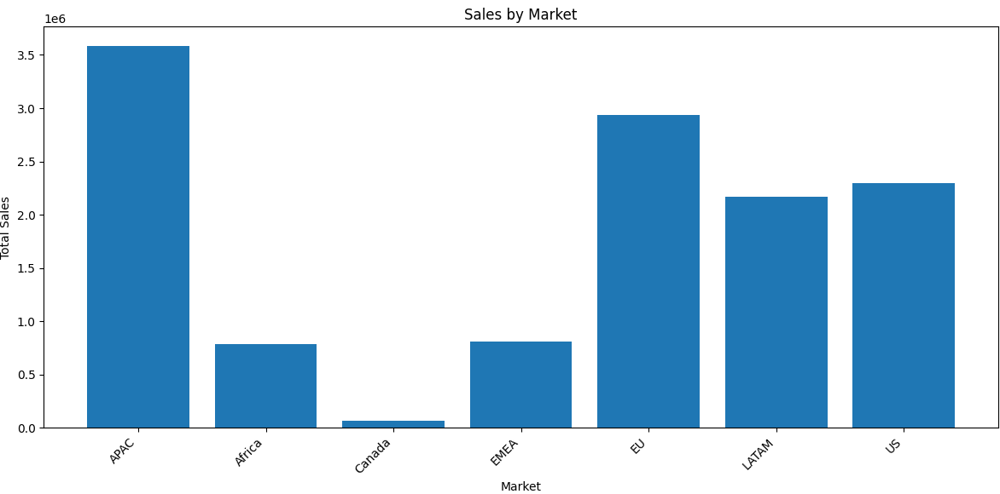 Sales by Market
1e6
3.5
3.0
2.5
2.0
1.5
1.0
0.5
0.0
Total Sales
APAC
Africa
Canada
EMEA
EU
LATAM
US
Market